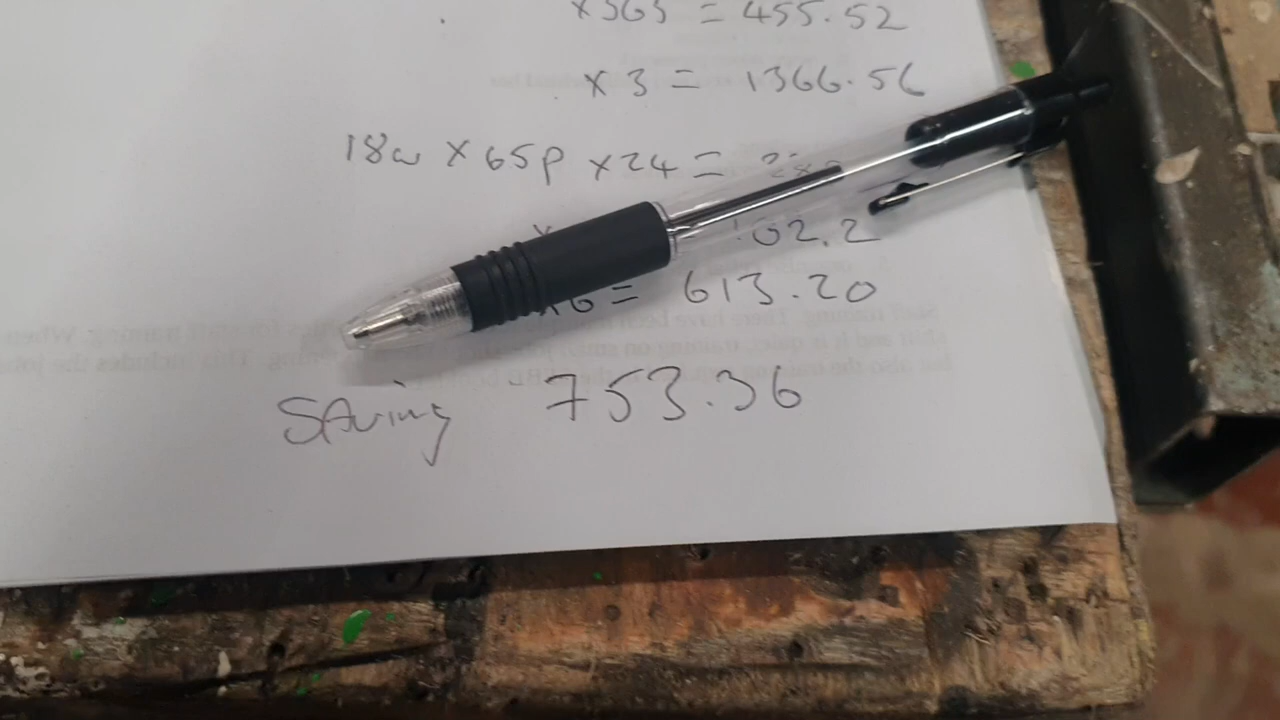 x365 = 455.52
x 3 = 1366.56
18w x 65p x 24 =
02.2
x6 = 613.20
Saving 753.36